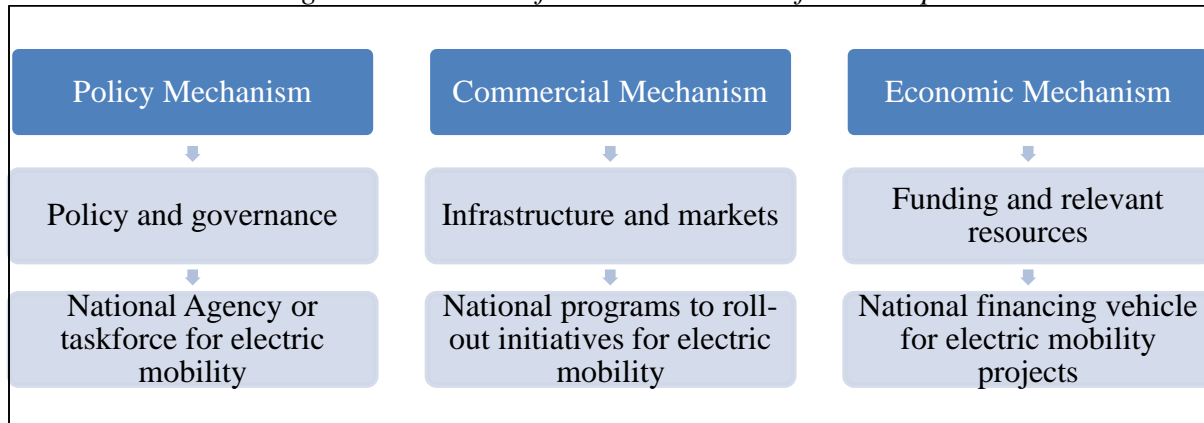 Policy Mechanism
Commercial Mechanism
Economic Mechanism
Policy and governance
Infrastructure and markets
Funding and relevant
resources
National Agency or
taskforce for electric
mobility
National programs to roll-
out initiatives for electric
mobility
National financing vehicle
for electric mobility
projects